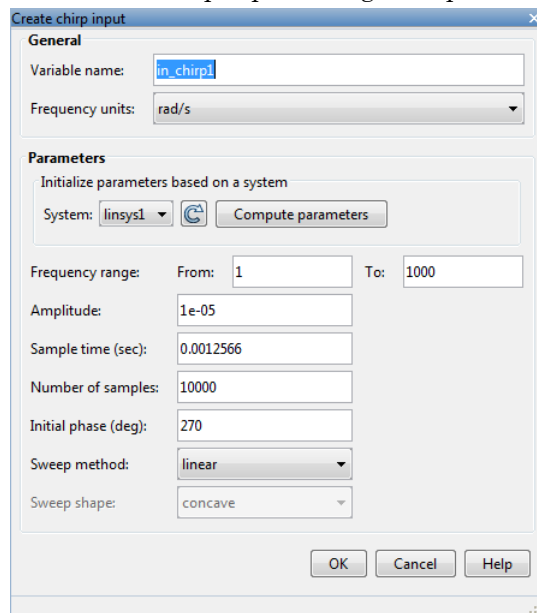 Create chirp input
General
Variable name: in_chirp1
Frequency units: rad/s
Parameters
Initialize parameters based on a system
System: linsys1 Compute parameters
Frequency range: From: 1 To: 1000
Amplitude: 1e-05
Sample time (sec): 0.0012566
Number of samples: 10000
Initial phase (deg): 270
Sweep method: linear
Sweep shape: concave
OK Cancel Help